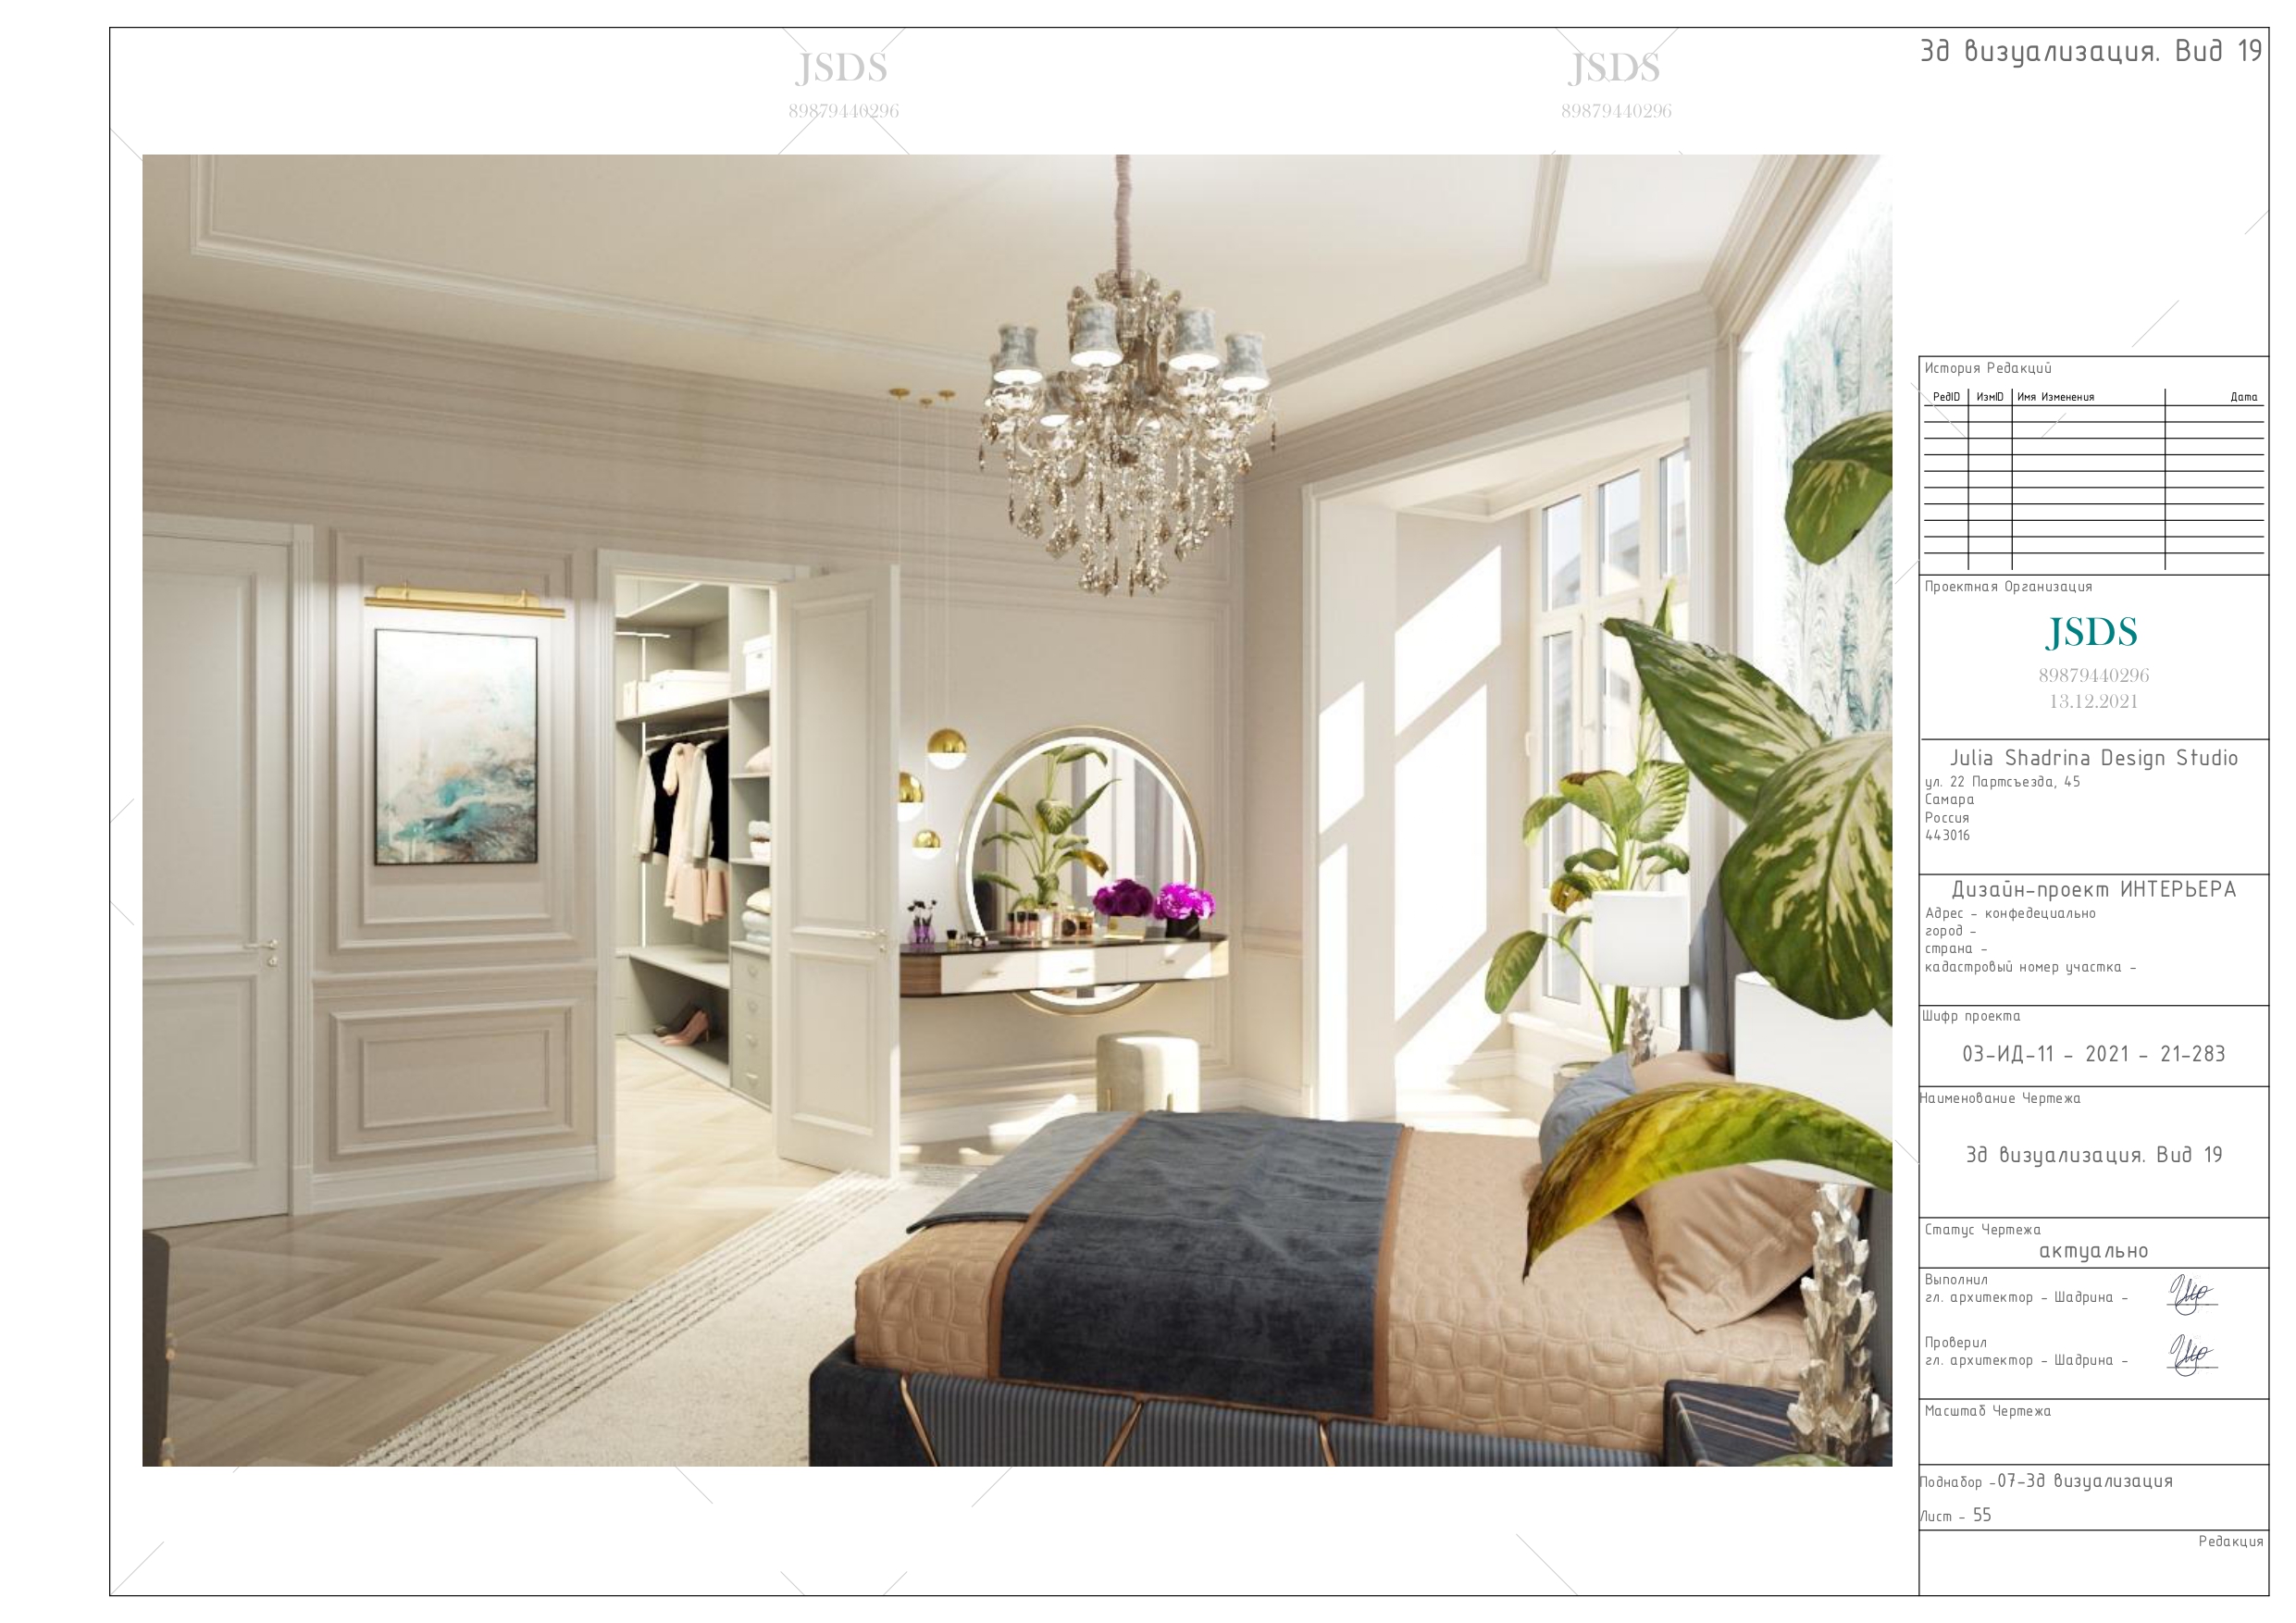 JSDS
89879440296
JSDS
89879440296
3д визуализация. Вид 19
История Редакций
РедID ИзмID Имя Изменения Дата
Проектная Организация
JSDS
89879440296
13.12.2021
Julia Shadrina Design Studio
ул. 22 Партсъезда, 45
Самара
Россия
443016
Дизайн-проект ИНТЕРЬЕРА
Адрес - конфедециально
город -
страна -
кадастровый номер участка -
Шифр проекта
03-ИД-11 - 2021 - 21-283
Наименование Чертежа
3д визуализация. Вид 19
Статус Чертежа
актуально
Выполнил
гл. архитектор - Шадрина -
Проверил
гл. архитектор - Шадрина -
Масштаб Чертежа
Поднабор -07-3д визуализация
Лист - 55
Редакция